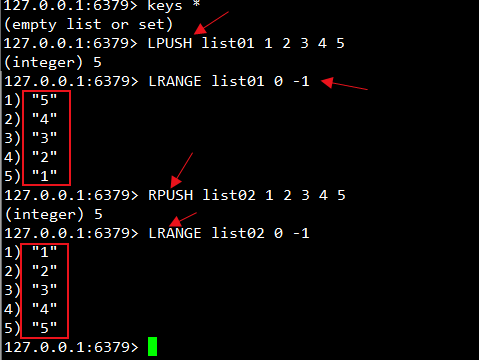 127.0.0.1:6379> keys *
(empty list or set)
127.0.0.1:6379> LPUSH list01 1 2 3 4 5
(integer) 5
127.0.0.1:6379> LRANGE list01 0 -1
1) "5"
2) "4"
3) "3"
4) "2"
5) "1"
127.0.0.1:6379> RPUSH list02 1 2 3 4 5
(integer) 5
127.0.0.1:6379> LRANGE list02 0 -1
1) "1"
2) "2"
3) "3"
4) "4"
5) "5"
127.0.0.1:6379>